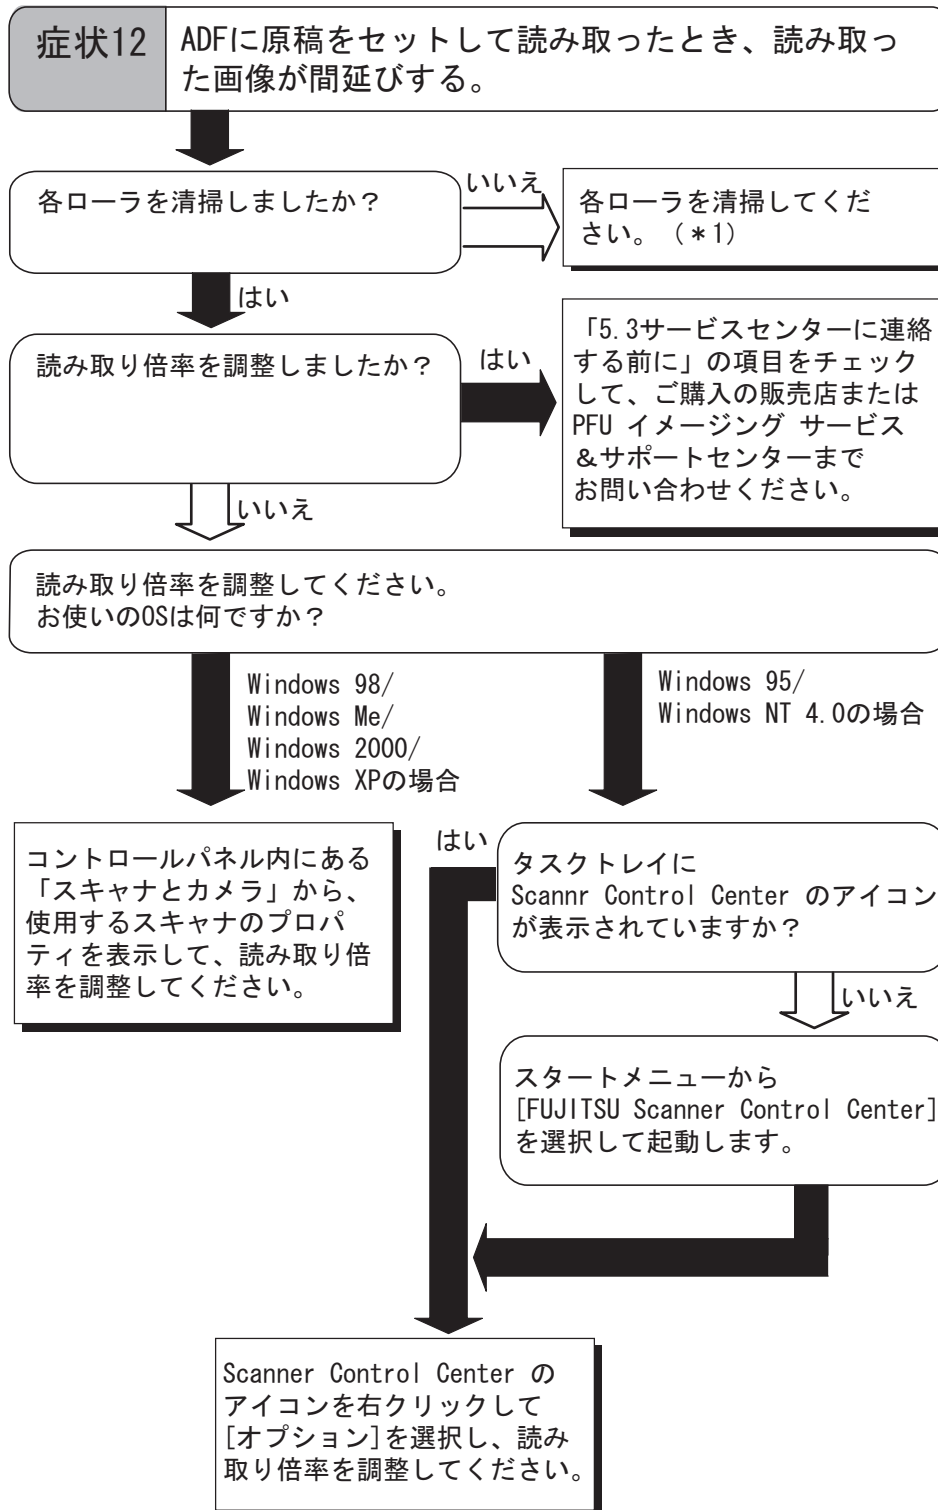 症状12
ADFに原稿をセットして読み取ったとき、読み取っ
た画像が間延びする。
各ローラを清掃しましたか？
いいえ
各ローラを清掃してくだ
さい。（＊1）
はい
読み取り倍率を調整しましたか？
はい
「5.3サービスセンターに連絡
する前に」の項目をチェック
して、ご購入の販売店または
PFU イメージング サービス
＆サポートセンターまで
お問い合わせください。
いいえ
読み取り倍率を調整してください。
お使いのOSは何ですか？
Windows 98/
Windows Me/
Windows 2000/
Windows XPの場合
Windows 95/
Windows NT 4.0の場合
コントロールパネル内にある
「スキャナとカメラ」から、
使用するスキャナのプロパ
ティを表示して、読み取り倍
率を調整してください。
はい
タスクトレイに
Scannr Control Center のアイコン
が表示されていますか？
いいえ
スタートメニューから
[FUJITSU Scanner Control Center]
を選択して起動します。
Scanner Control Center の
アイコンを右クリックして
[オプション]を選択し、読み
取り倍率を調整してください。